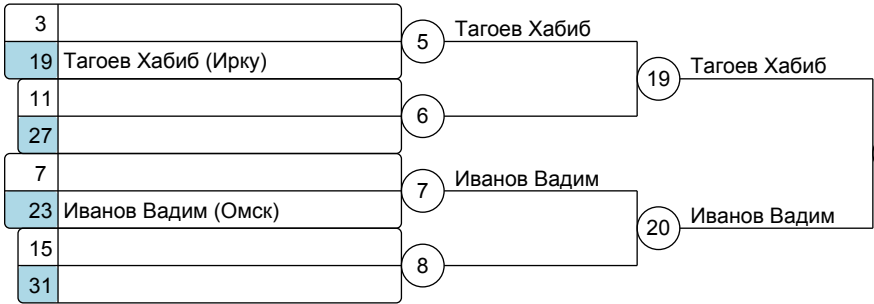 3
5 Тагоев Хабиб
19 Тагоев Хабиб (Ирку)
19 Тагоев Хабиб
11
6
27
7
7 Иванов Вадим
23 Иванов Вадим (Омск)
20 Иванов Вадим
15
8
31